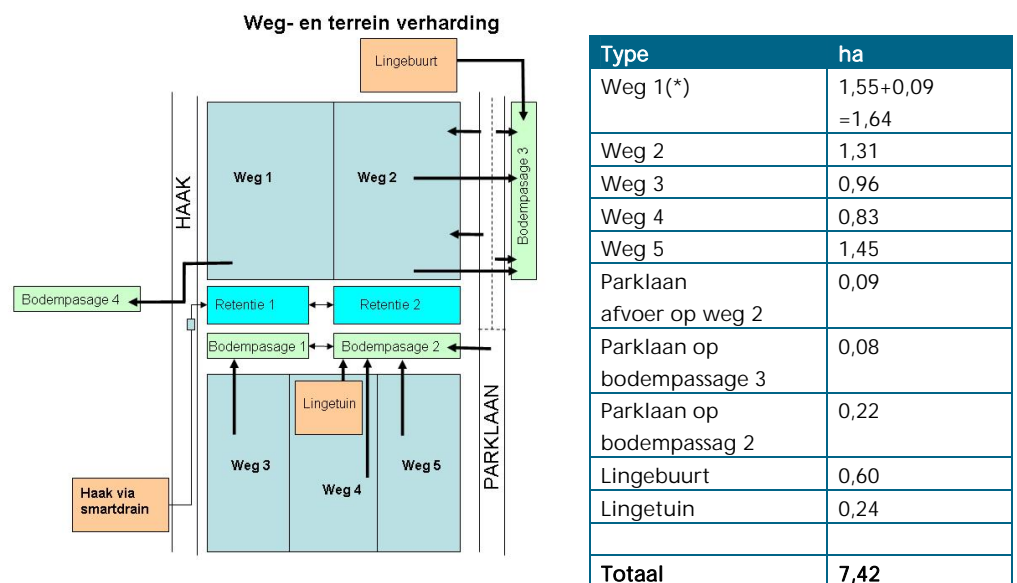 Weg- en terrein verharding
Lingebuurt
HAAK
Weg 1
Weg 2
Bodempasage 3
Bodempasage 4
Retentie 1
Retentie 2
Bodempasage 1
Bodempasage 2
Lingetuin
PARKLAAN
Weg 3
Weg 4
Weg 5
Haak via
smartdrain
Type ha
Weg 1(*) 1,55+0,09
=1,64
Weg 2 1,31
Weg 3 0,96
Weg 4 0,83
Weg 5 1,45
Parklaan 0,09
afvoer op weg 2
Parklaan op 0,08
bodempassage 3
Parklaan op 0,22
bodempassag 2
Lingebuurt 0,60
Lingetuin 0,24
Totaal 7,42